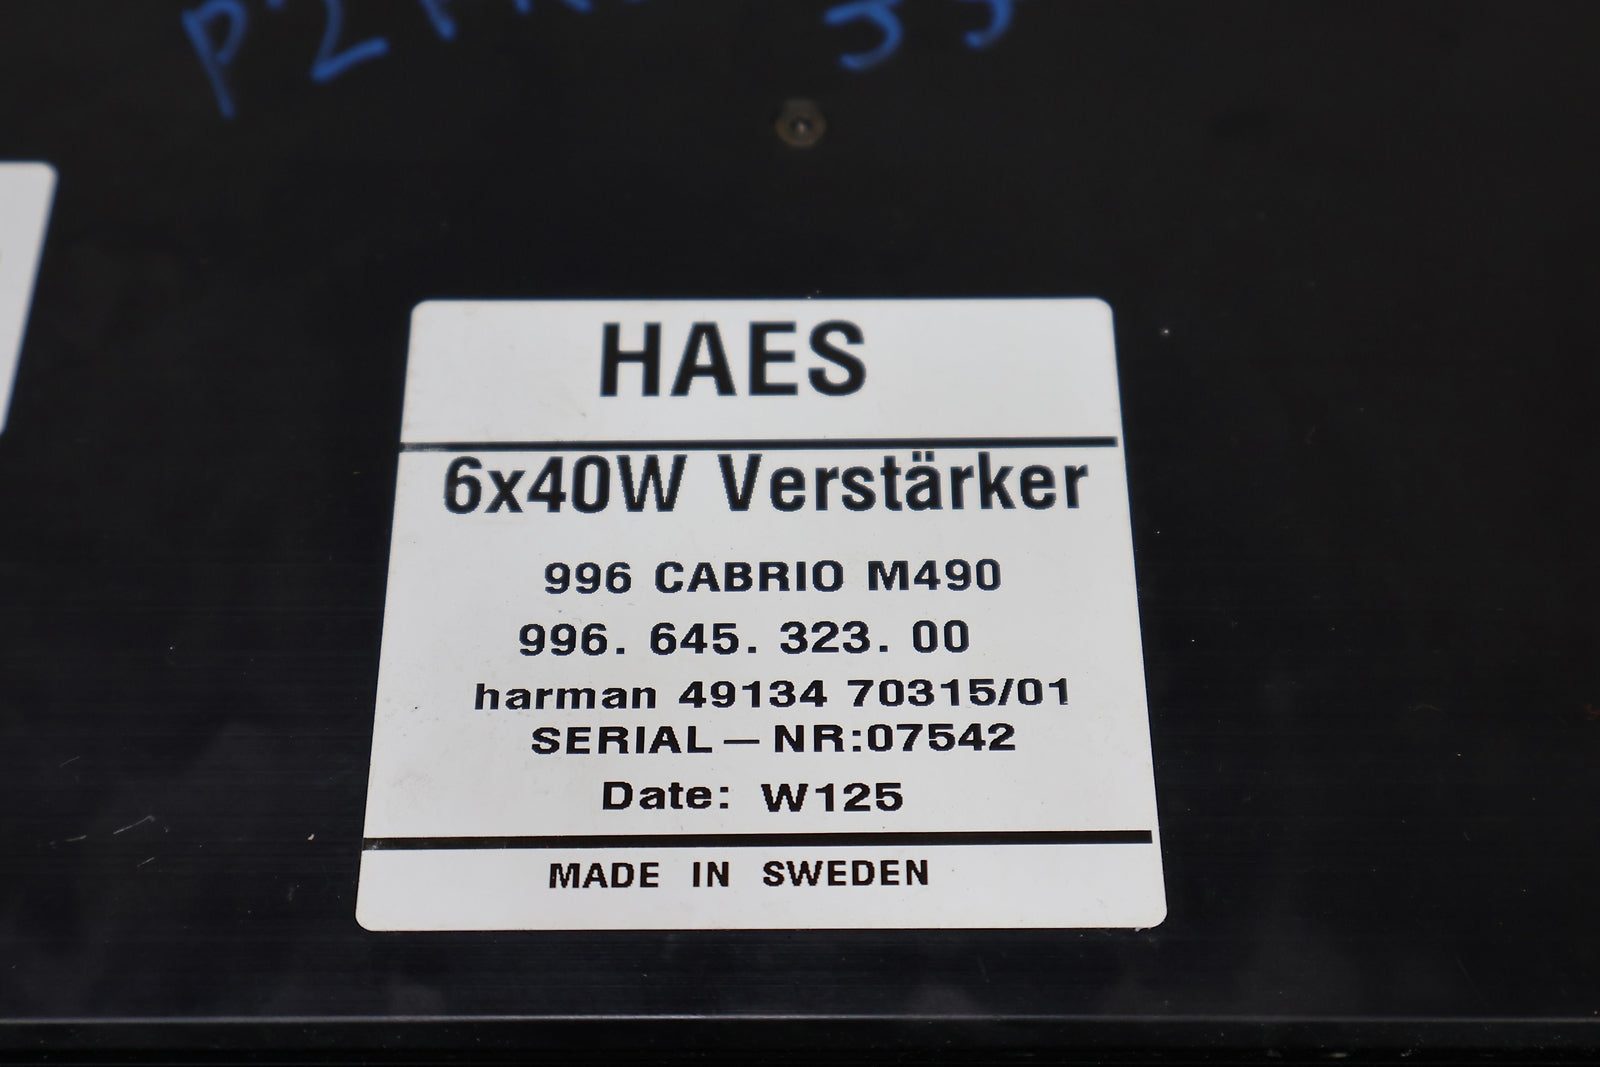 HAES
6x40W Verstärker
996 CABRIO M490
996. 645. 323. 00
harman 49134 70315/01
SERIAL – NR:07542
Date: W125
MADE IN SWEDEN